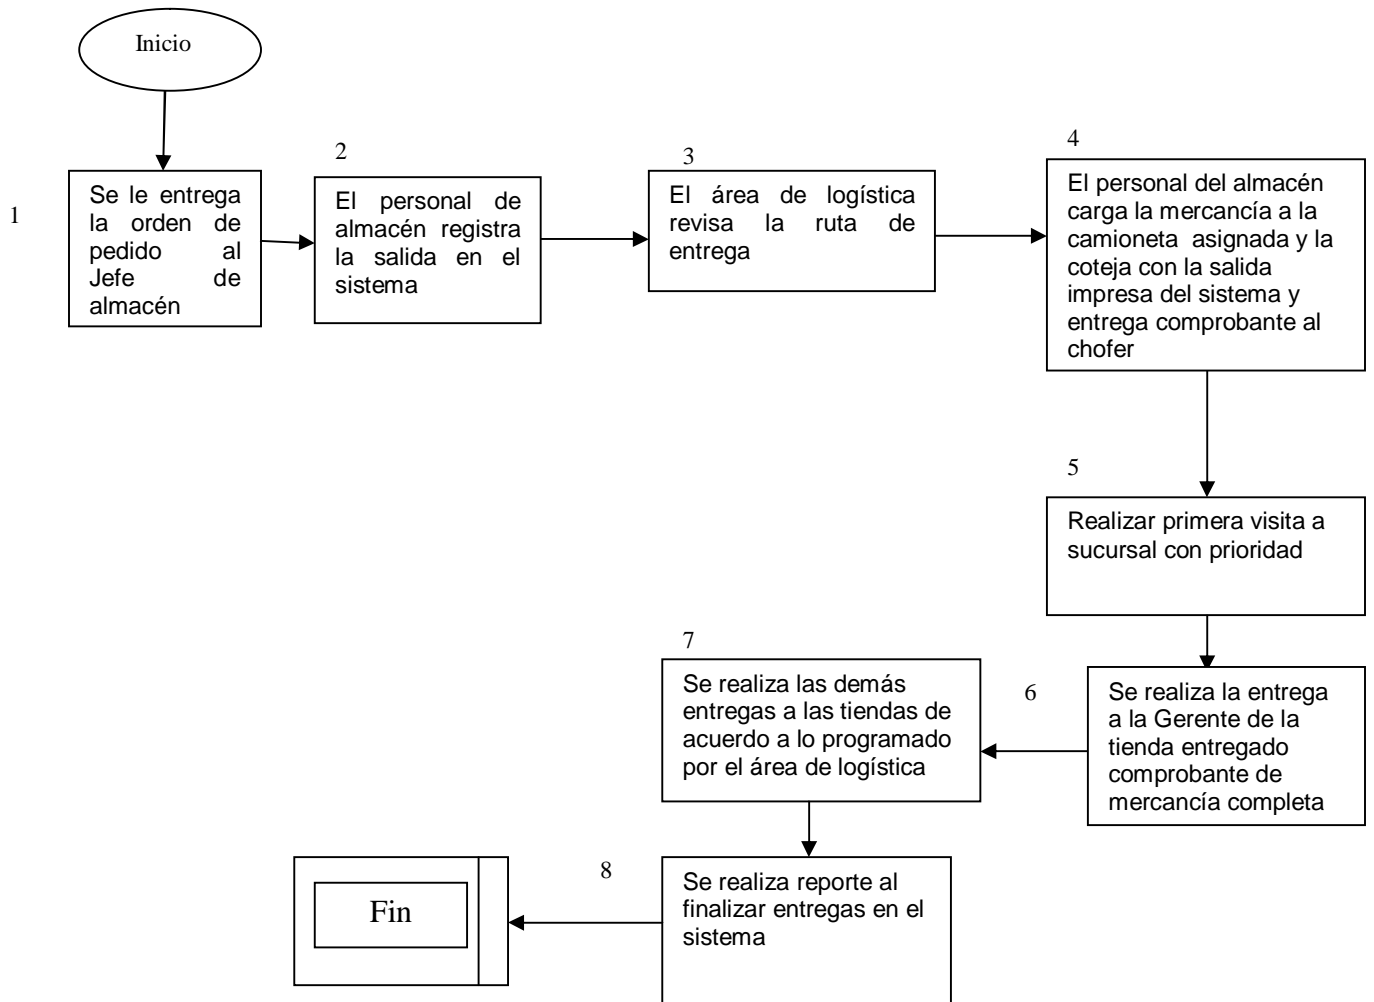 Inicio
1
Se le entrega
la orden de
pedido al
Jefe de
almacén
2
El personal de
almacén registra
la salida en el
sistema
3
El área de logística
revisa la ruta de
entrega
4
El personal del almacén
carga la mercancía a la
camioneta asignada y la
coteja con la salida
impresa del sistema y
entrega comprobante al
chofer
5
Realizar primera visita a
sucursal con prioridad
6
Se realiza la entrega
a la Gerente de la
tienda entregado
comprobante de
mercancía completa
7
Se realiza las demás
entregas a las tiendas de
acuerdo a lo programado
por el área de logística
8
Se realiza reporte al
finalizar entregas en el
sistema
Fin